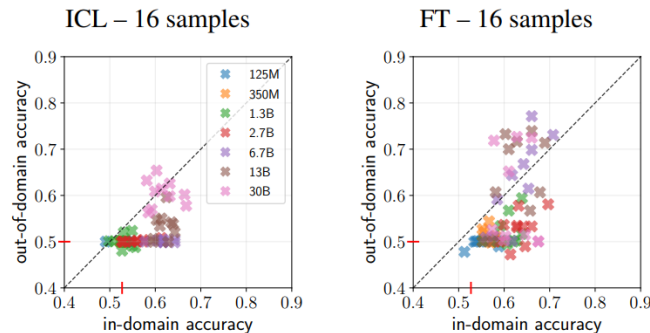 ICL – 16 samples
FT – 16 samples
0.9
0.8
0.7
0.6
0.5
0.4
out-of-domain accuracy
125M
350M
1.3B
2.7B
6.7B
13B
30B
0.4 0.5 0.6 0.7 0.8 0.9
in-domain accuracy
0.9
0.8
0.7
0.6
0.5
0.4
out-of-domain accuracy
0.4 0.5 0.6 0.7 0.8 0.9
in-domain accuracy